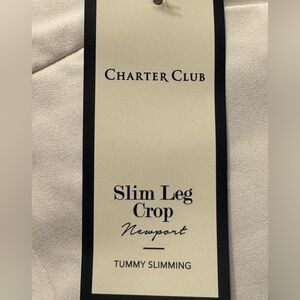 CHARTER CLUB
Slim Leg
Crop
Newport
TUMMY SLIMMING